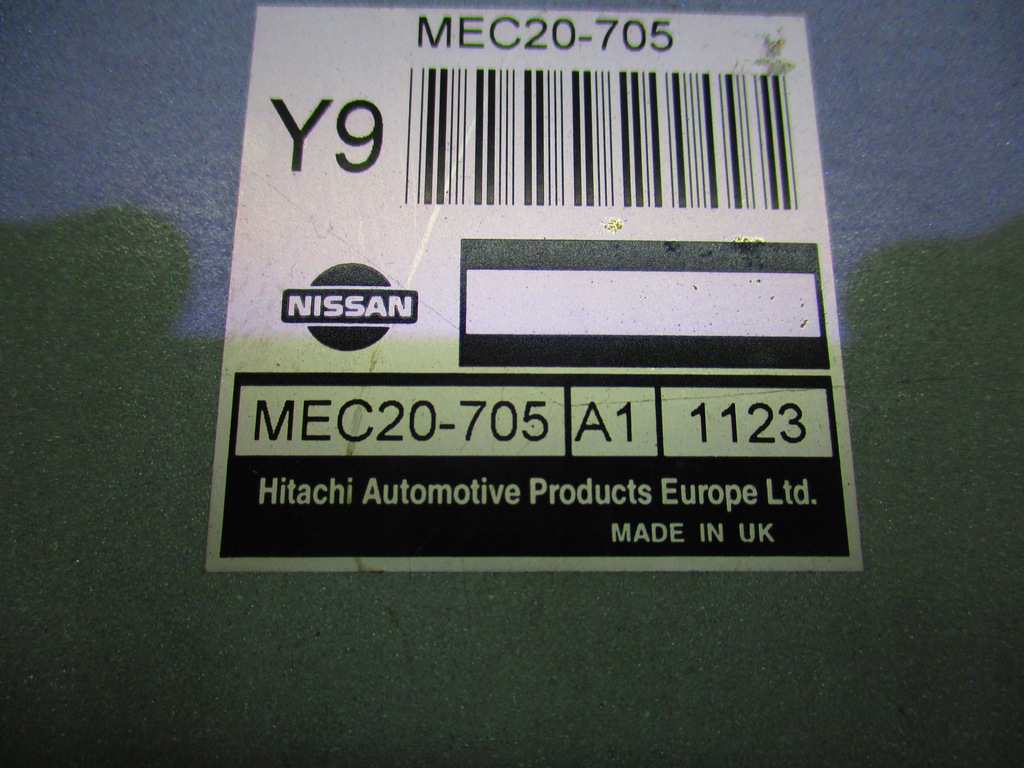 MEC20-705
Y9
NISSAN
MEC20-705 A1 1123
Hitachi Automotive Products Europe Ltd.
MADE IN UK